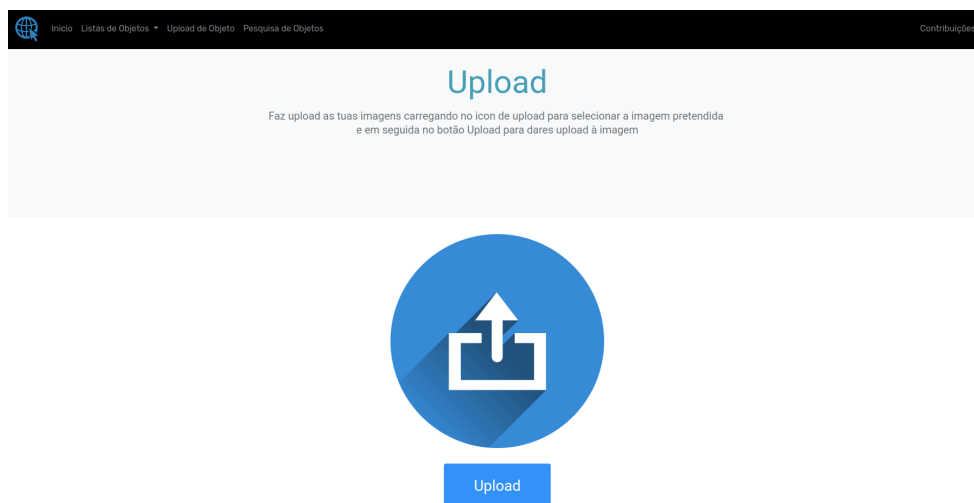 Inicio Listas de Objetos Upload de Objeto Pesquisa de Objetos Contribuições
Upload
Faz upload as tuas imagens carregando no icon de upload para selecionar a imagem pretendida
e em seguida no botão Upload para dares upload à imagem
Upload